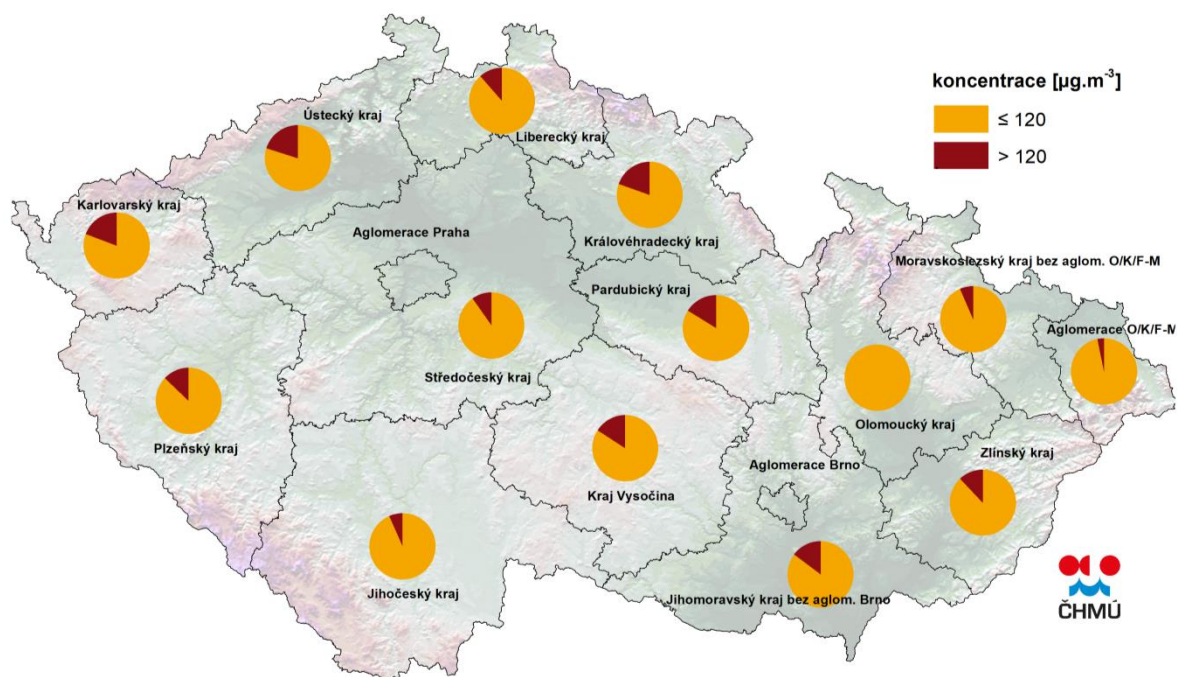 koncentrace [µg.m⁻³]
≤ 120
> 120
Ústecký kraj
Liberecký kraj
Karlovarský kraj
Aglomerace Praha
Královéhradecký kraj
Moravskoslezský kraj bez aglom. O/K/F-M
Pardubický kraj
Aglomerace O/K/F-M
Středočeský kraj
Olomoucký kraj
Plzeňský kraj
Zlínský kraj
Aglomerace Brno
Kraj Vysočina
Jihočeský kraj
Jihomoravský kraj bez aglom. Brno
ČHMÚ